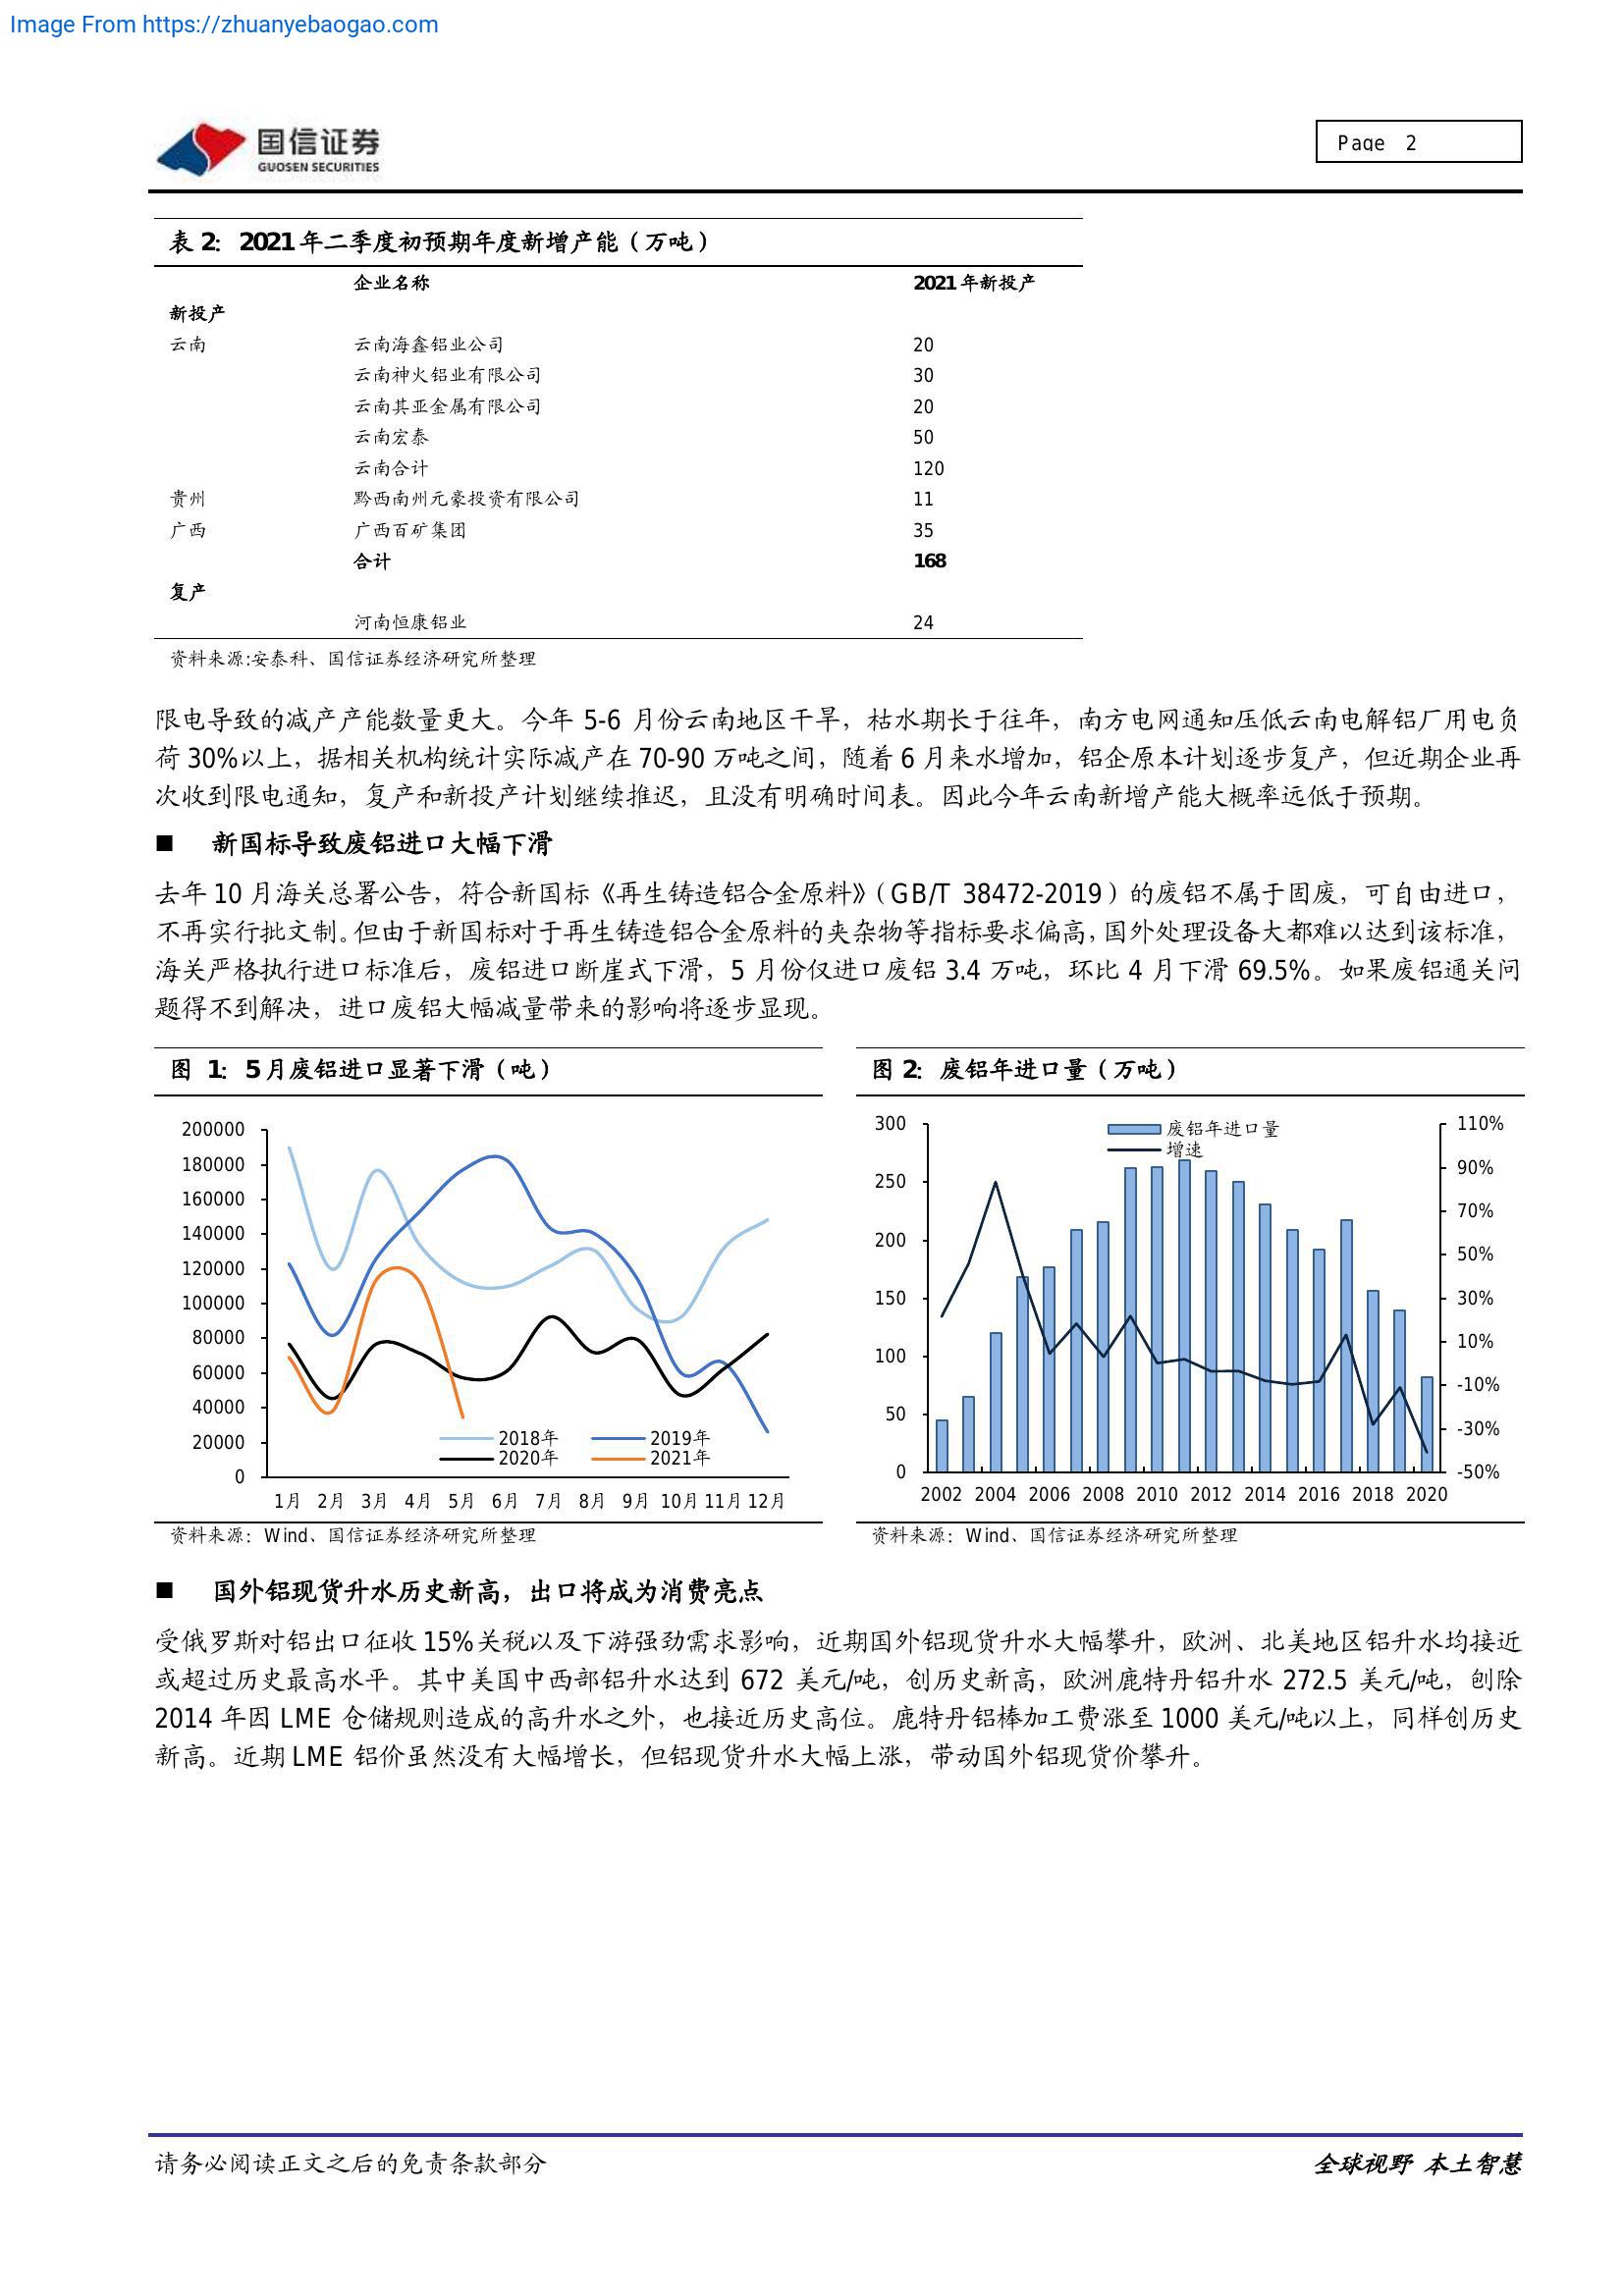 Image From https://zhuanyebaogao.com
国信证券
GUOSEN SECURITIES
Page 2
表 2：2021 年二季度初预期年度新增产能（万吨）
企业名称 2021 年新投产
新投产
云南 云南海鑫铝业公司 20
云南神火铝业有限公司 30
云南其亚金属有限公司 20
云南宏泰 50
云南合计 120
贵州 黔西南州元豪投资有限公司 11
广西 广西百矿集团 35
合计 168
复产
河南恒康铝业 24
资料来源:安泰科、国信证券经济研究所整理
限电导致的减产产能数量更大。今年 5-6 月份云南地区干旱，枯水期长于往年，南方电网通知压低云南电解铝厂用电负
荷 30%以上，据相关机构统计实际减产在 70-90 万吨之间，随着 6 月来水增加，铝企原本计划逐步复产，但近期企业再
次收到限电通知，复产和新投产计划继续推迟，且没有明确时间表。因此今年云南新增产能大概率远低于预期。
■ 新国标导致废铝进口大幅下滑
去年 10 月海关总署公告，符合新国标《再生铸造铝合金原料》（GB/T 38472-2019）的废铝不属于固废，可自由进口，
不再实行批文制。但由于新国标对于再生铸造铝合金原料的夹杂物等指标要求偏高，国外处理设备大都难以达到该标准，
海关严格执行进口标准后，废铝进口断崖式下滑，5 月份仅进口废铝 3.4 万吨，环比 4 月下滑 69.5%。如果废铝通关问
题得不到解决，进口废铝大幅减量带来的影响将逐步显现。
图 1：5 月废铝进口显著下滑（吨）
200000
180000
160000
140000
120000
100000
80000
60000
40000
20000
0
2018年 2019年
2020年 2021年
1月 2月 3月 4月 5月 6月 7月 8月 9月 10月 11月 12月
资料来源：Wind、国信证券经济研究所整理
图 2：废铝年进口量（万吨）
300
250
200
150
100
50
0
废铝年进口量
增速
110%
90%
70%
50%
30%
10%
-10%
-30%
-50%
2002 2004 2006 2008 2010 2012 2014 2016 2018 2020
资料来源：Wind、国信证券经济研究所整理
■ 国外铝现货升水历史新高，出口将成为消费亮点
受俄罗斯对铝出口征收 15%关税以及下游强劲需求影响，近期国外铝现货升水大幅攀升，欧洲、北美地区铝升水均接近
或超过历史最高水平。其中美国中西部铝升水达到 672 美元/吨，创历史新高，欧洲鹿特丹铝升水 272.5 美元/吨，刨除
2014 年因 LME 仓储规则造成的高升水之外，也接近历史高位。鹿特丹铝棒加工费涨至 1000 美元/吨以上，同样创历史
新高。近期 LME 铝价虽然没有大幅增长，但铝现货升水大幅上涨，带动国外铝现货价攀升。
请务必阅读正文之后的免责条款部分
全球视野 本土智慧